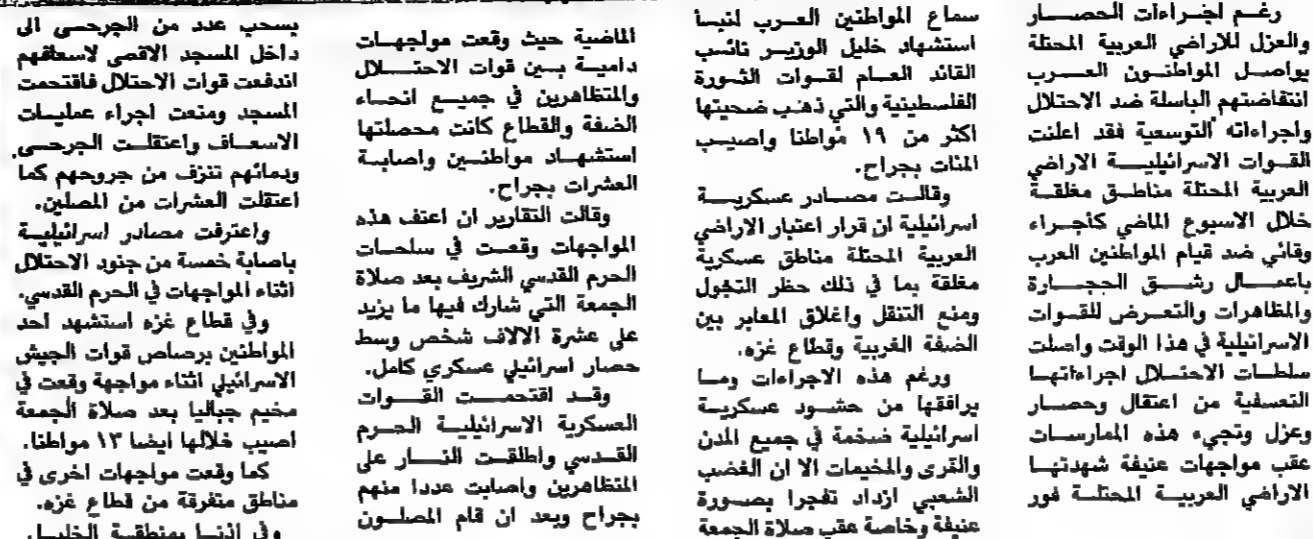 رغم اجراءات الحصار
والعزل للاراضي العربية المحتلة
يواصل المواطنون العرب
انتفاضتهم الباسلة ضد الاحتلال
واجراءاته التوسعية فقد اعلنت
القوات الاسرائيلية الاراضي
العربية المحتلة مناطق مغلقة
خلال الاسبوع الماضي كأجراء
وقائي ضد قيام المواطنين العرب
باعمال رشق الحجارة
والمظاهرات والتعرض للقوات
الاسرائيلية في هذا الوقت واصلت
سلطات الاحتلال اجراءاتها
التعسفية من اعتقال وحصار
وعزل وتجيء هذه الممارسات
عقب مواجهات عنيفة شهدتها
الاراضي العربية المحتلة فور
سماع المواطنين العرب لنبأ
استشهاد خليل الوزير نائب
القائد العام لقوات الثورة
الفلسطينية والتي ذهب ضحيتها
اكثر من ١٩ مواطنا واصيب
المئات بجراح.
وقالت مصادر عسكرية
اسرائيلية ان قرار اعتبار الاراضي
العربية المحتلة مناطق عسكرية
مغلقة بما في ذلك حظر التجول
ومنع التنقل واغلاق المعابر بين
الضفة الغربية وقطاع غزه.
ورغم هذه الاجراءات وما
يرافقها من حشود عسكرية
اسرائيلية ضخمة في جميع المدن
والقرى والمخيمات الا ان الغضب
الشعبي ازداد تفجرا بصورة
عنيفة وخاصة عقب صلاة الجمعة
الماضية حيث وقعت مواجهات
دامية بين قوات الاحتلال
والمتظاهرين في جميع انحاء
الضفة والقطاع كانت محصلتها
استشهاد مواطنين واصابة
العشرات بجراح.
وقالت التقارير ان اعتف هذه
المواجهات وقعت في ساحات
الحرم القدسي الشريف بعد صلاة
الجمعة التي شارك فيها ما يزيد
على عشرة الالاف شخص وسط
حصار اسرائيلي عسكري كامل.
وقد اقتحمت القوات
العسكرية الاسرائيلية الحرم
القدسي واطلقت النار على
المتظاهرين واصابت عددا منهم
بجراح وبعد ان قام المصلون
بسحب عدد من الجرحى الى
داخل المسجد الاقصى لاسعافهم
اندفعت قوات الاحتلال فاقتحمت
المسجد ومنعت اجراء عمليات
الاسعاف واعتقلت الجرحى
ودمائهم تنزف من جروحهم كما
اعتقلت العشرات من المصلين.
واعترفت مصادر اسرائيلية
باصابة خمسة من جنود الاحتلال
اثناء المواجهات في الحرم القدسي.
وفي قطاع غزه استشهد احد
المواطنين برصاص قوات الجيش
الاسرائيلي اثناء مواجهة وقعت في
مخيم جباليا بعد صلاة الجمعة
اصيب خلالها ايضا ١٣ مواطنا.
كما وقعت مواجهات اخرى في
مناطق متفرقة من قطاع غزه.
وفي اذنا بمنطقة الخليل